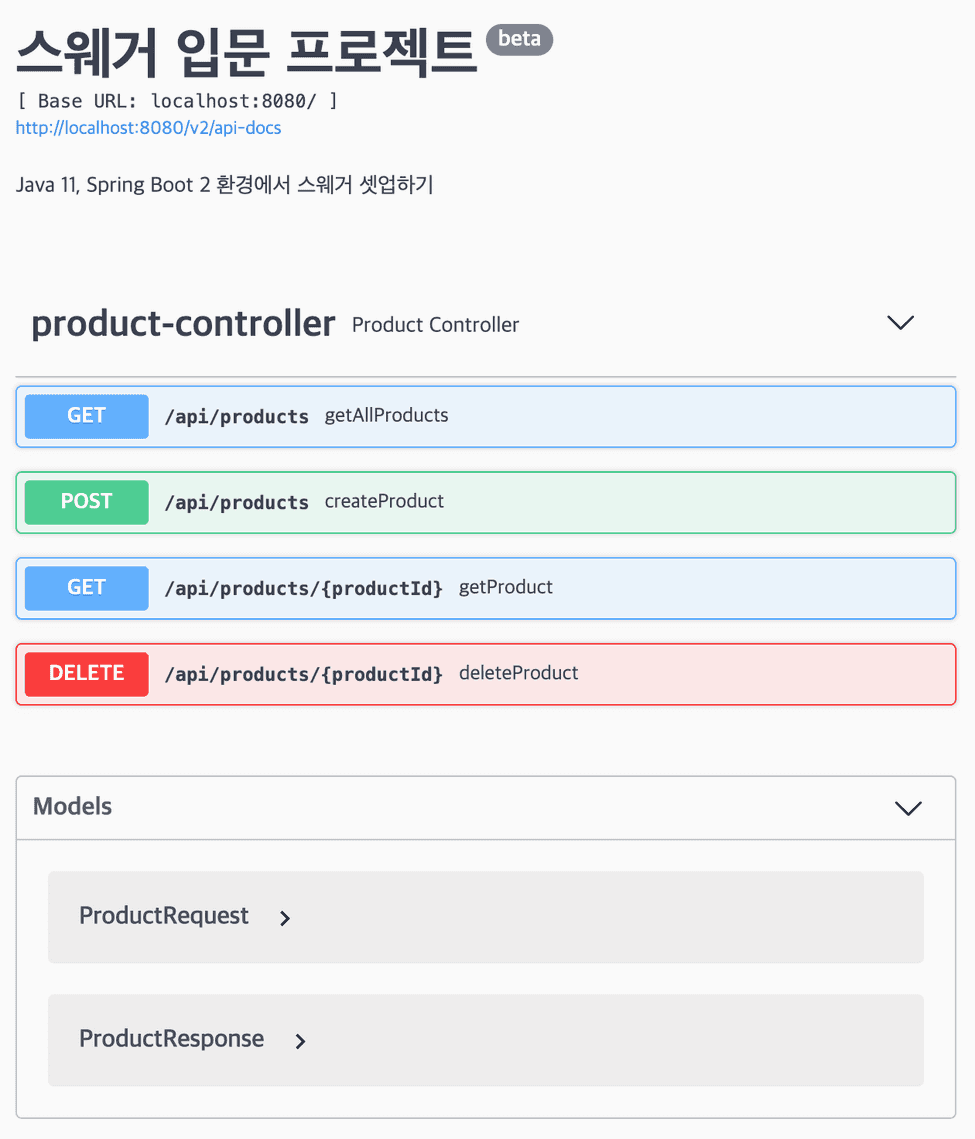 스웨거 입문 프로젝트 beta
[ Base URL: localhost:8080/ ]
http://localhost:8080/v2/api-docs
Java 11, Spring Boot 2 환경에서 스웨거 셋업하기
product-controller Product Controller
GET /api/products getAllProducts
POST /api/products createProduct
GET /api/products/{productId} getProduct
DELETE /api/products/{productId} deleteProduct
Models
ProductRequest
ProductResponse